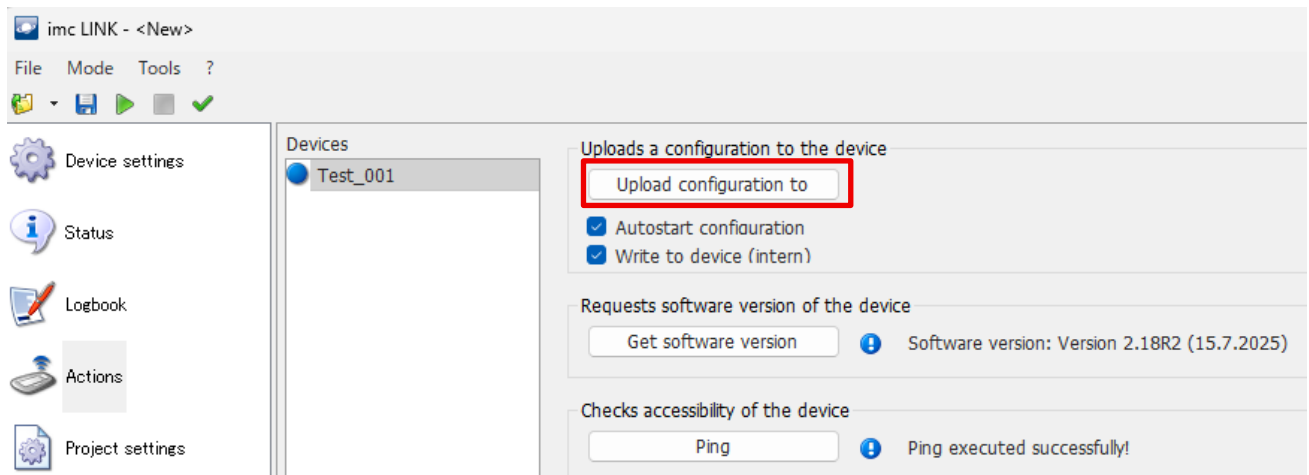 imc LINK - <New>
File Mode Tools ?
Device settings
Status
Logbook
Actions
Project settings
Devices
Test_001
Uploads a configuration to the device
Upload configuration to
Autostart configuration
Write to device (intern)
Requests software version of the device
Get software version
Software version: Version 2.18R2 (15.7.2025)
Checks accessibility of the device
Ping
Ping executed successfully!